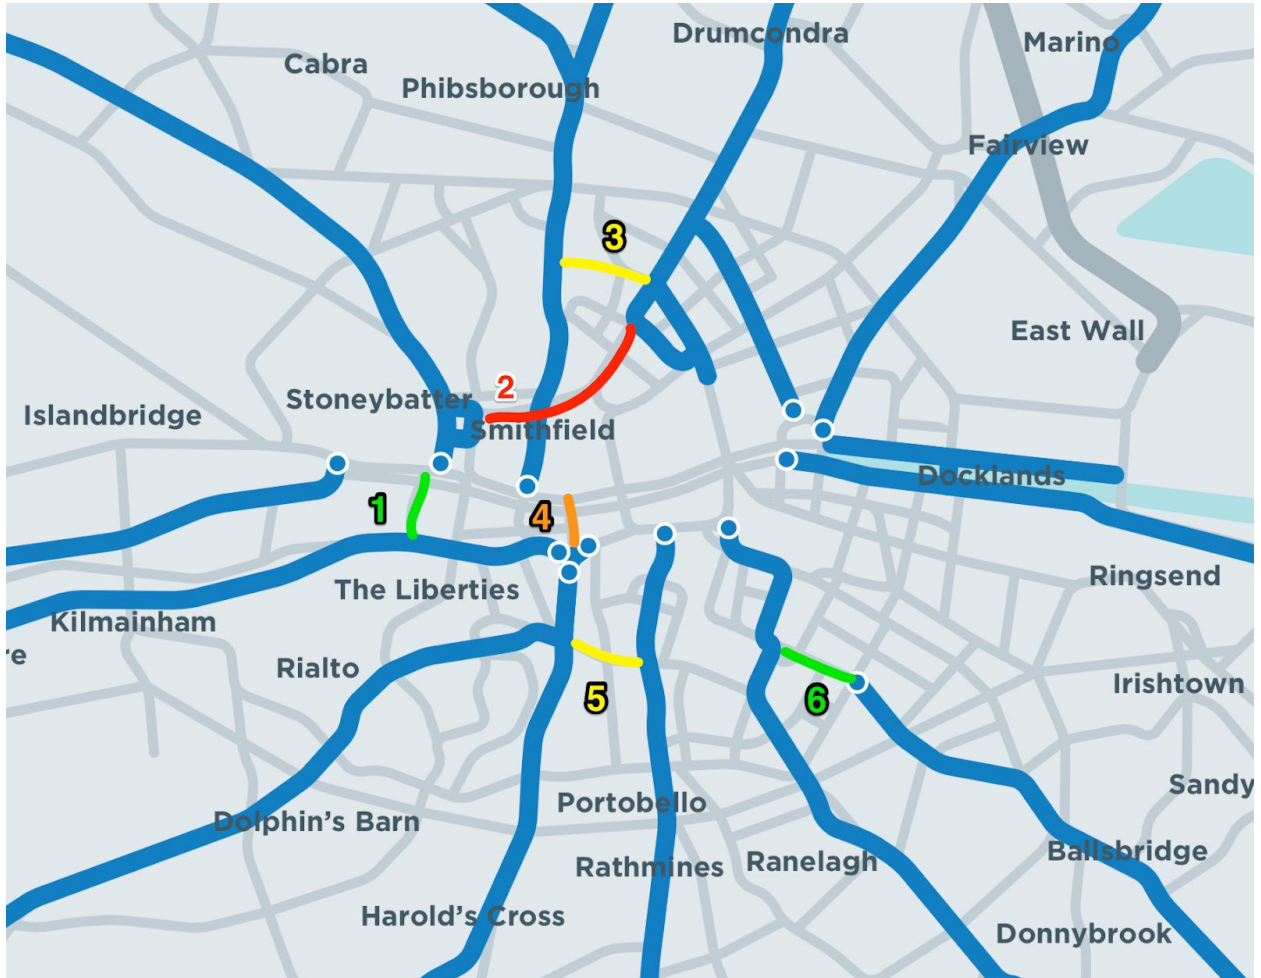 Drumcondra
Marino
Cabra
Phibsborough
Fairview
3
East Wall
2
Stoneybatter
Islandbridge
Smithfield
Docklands
1
4
Ringsend
The Liberties
Kilmainham
re
Rialto
5
6
Irishtown
Sandy
Portobello
Dolphin's Barn
Ballsbridge
Rathmines
Ranelagh
Harold's Cross
Donnybrook